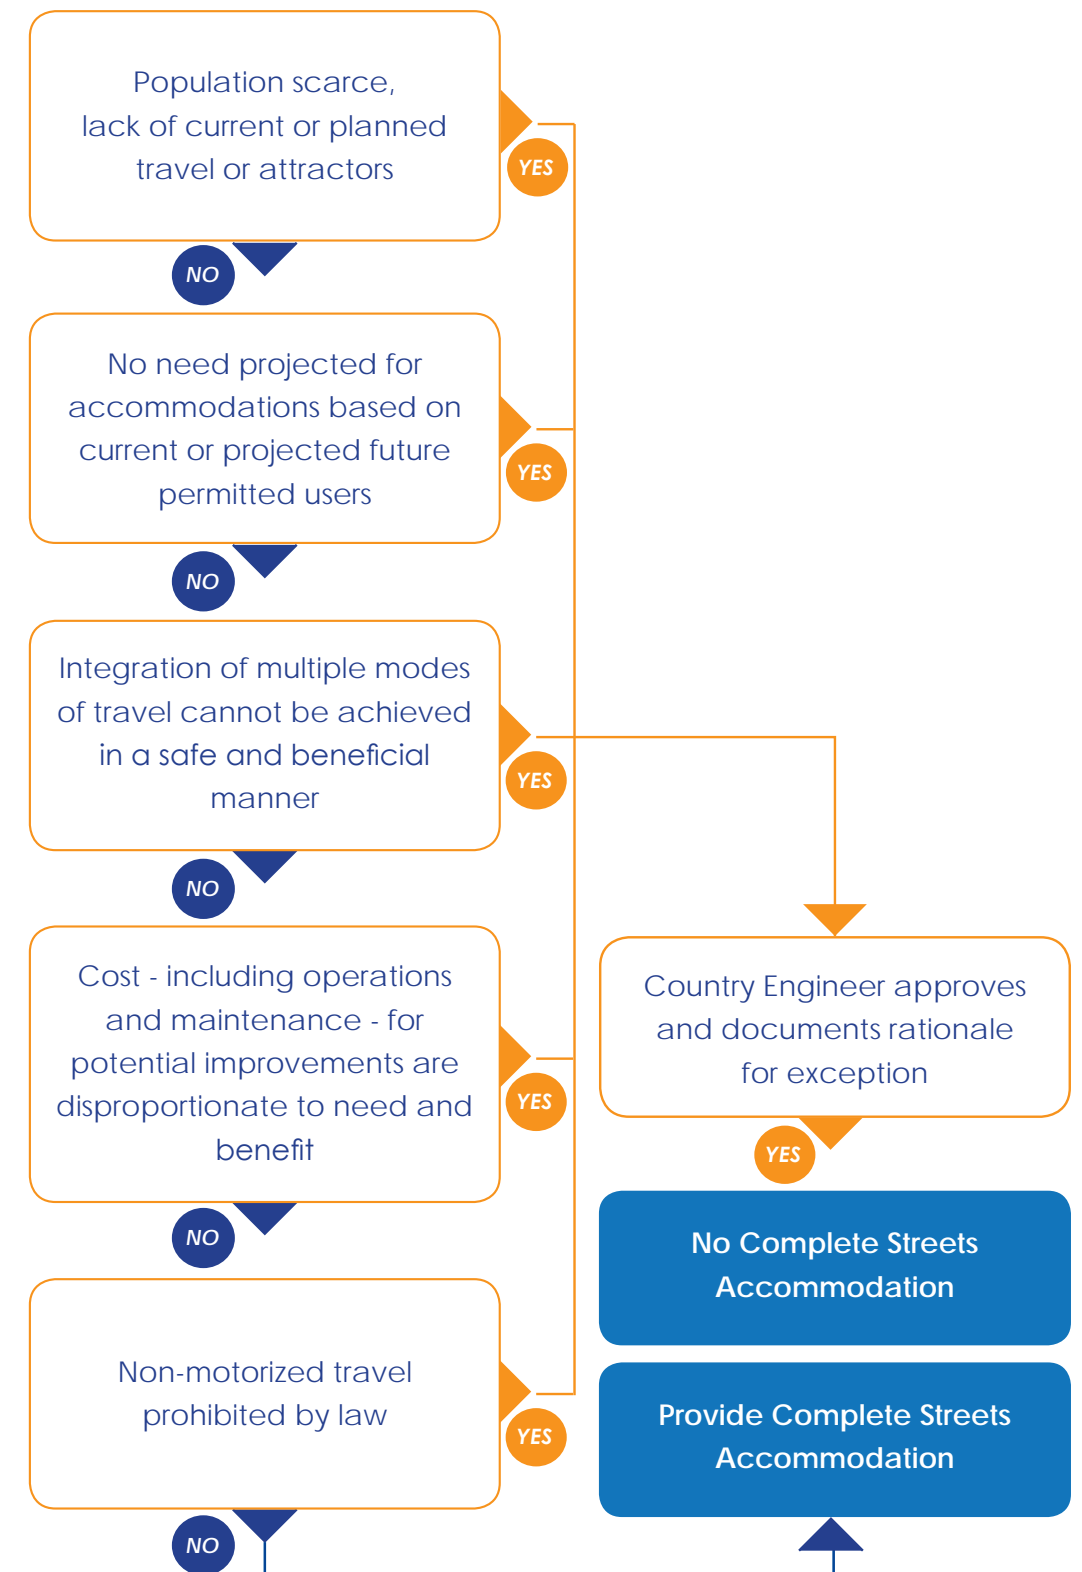 Population scarce,
lack of current or planned
travel or attractors
YES
NO
No need projected for
accommodations based on
current or projected future
permitted users
YES
NO
Integration of multiple modes
of travel cannot be achieved
in a safe and beneficial
manner
YES
NO
Cost - including operations
and maintenance - for
potential improvements are
disproportionate to need and
benefit
YES
NO
Non-motorized travel
prohibited by law
YES
NO
Country Engineer approves
and documents rationale
for exception
YES
No Complete Streets
Accommodation
Provide Complete Streets
Accommodation